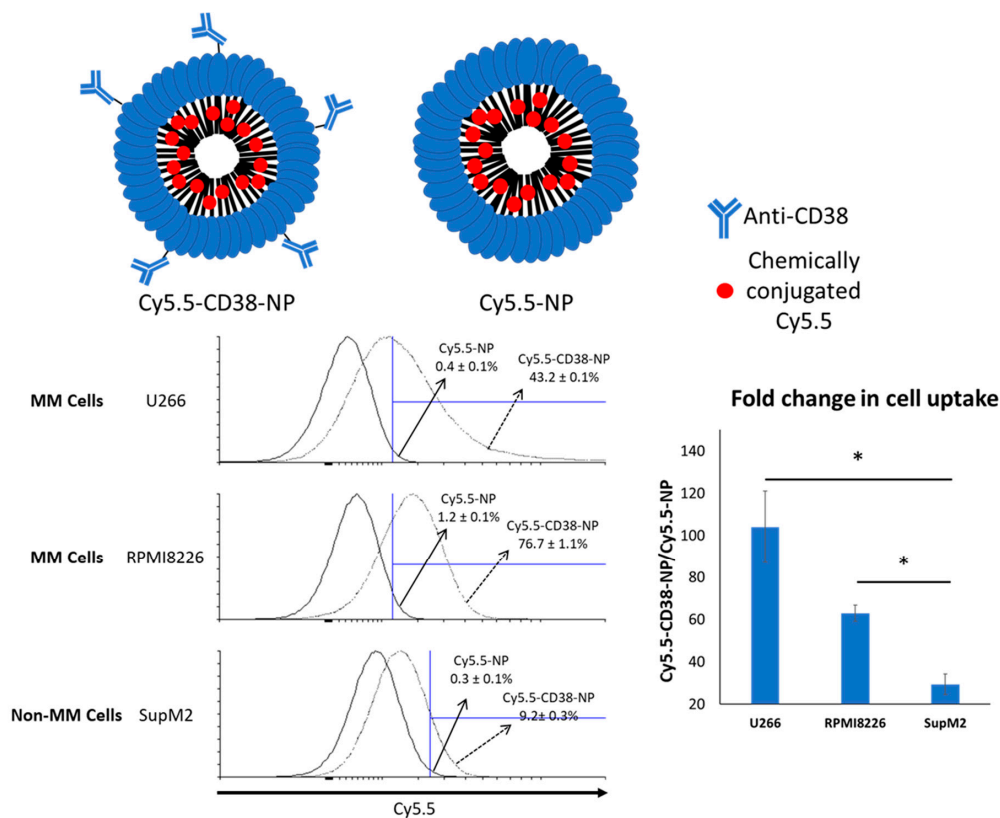 Cy5.5-CD38-NP
Cy5.5-NP
Anti-CD38
Chemically
conjugated
Cy5.5
MM Cells
U266
Cy5.5-NP
0.4 ± 0.1%
Cy5.5-CD38-NP
43.2 ± 0.1%
MM Cells
RPMI8226
Cy5.5-NP
1.2 ± 0.1%
Cy5.5-CD38-NP
76.7 ± 1.1%
Non-MM Cells
SupM2
Cy5.5-NP
0.3 ± 0.1%
Cy5.5-CD38-NP
9.2± 0.3%
Cy5.5
Fold change in cell uptake
Cy5.5-CD38-NP/Cy5.5-NP
140
120
100
80
60
40
20
*
*
U266
RPMI8226
SupM2